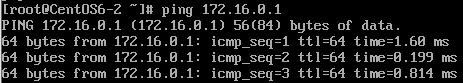 [root@CentOS6-2 ~]# ping 172.16.0.1
PING 172.16.0.1 (172.16.0.1) 56(84) bytes of data.
64 bytes from 172.16.0.1: icmp_seq=1 ttl=64 time=1.60 ms
64 bytes from 172.16.0.1: icmp_seq=2 ttl=64 time=0.199 ms
64 bytes from 172.16.0.1: icmp_seq=3 ttl=64 time=0.814 ms